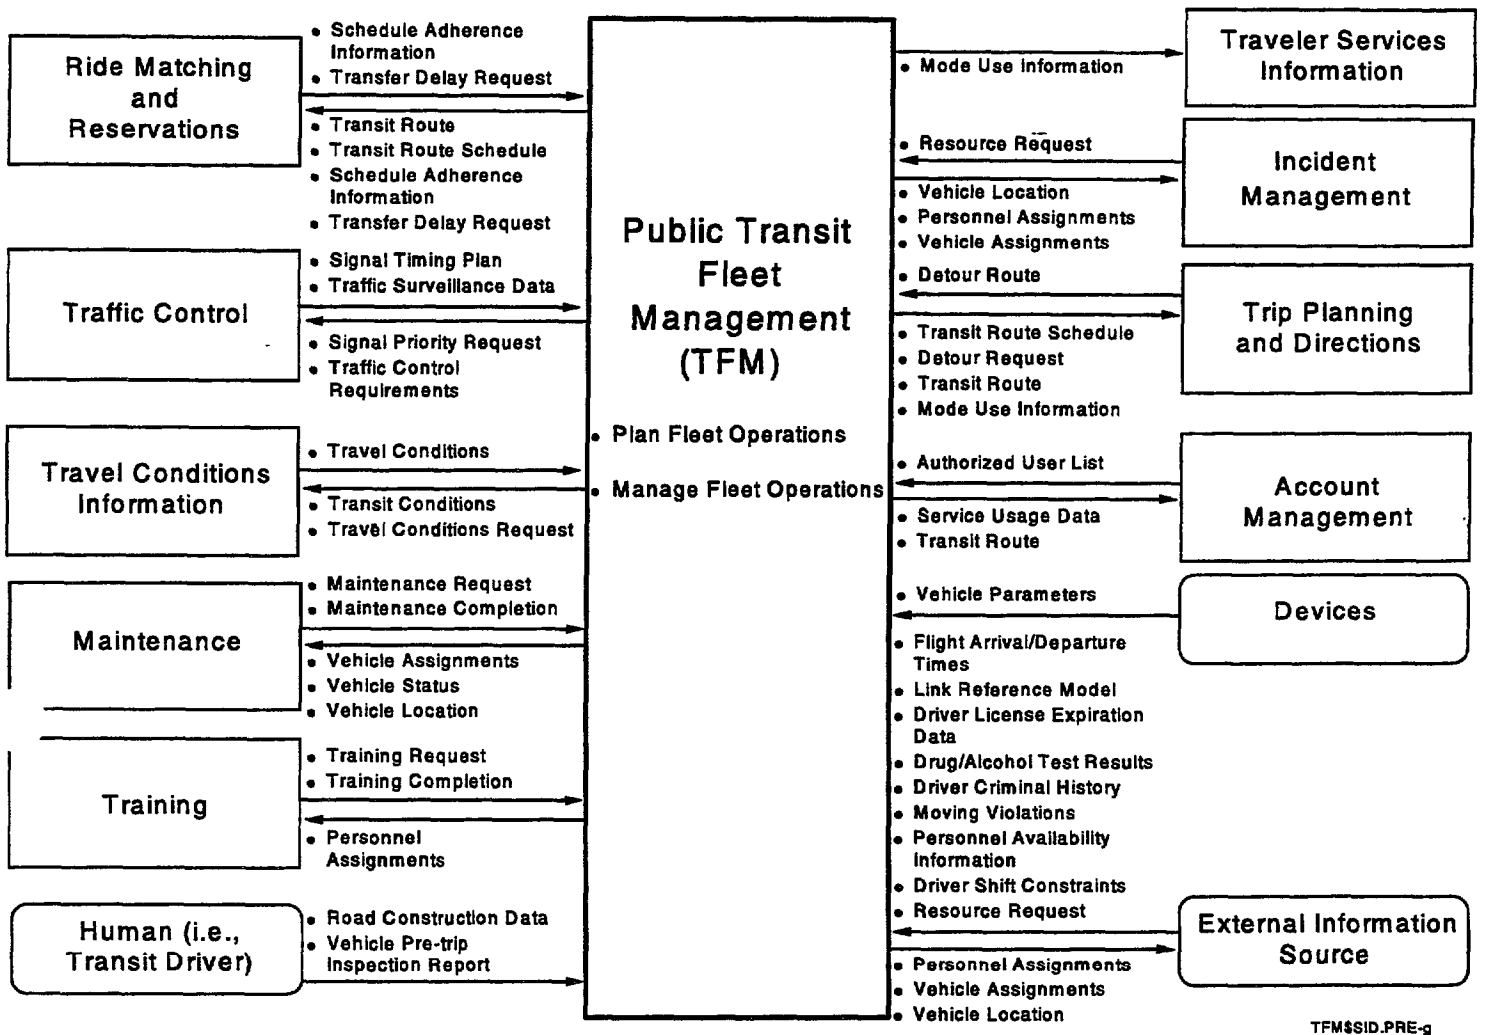 Ride Matching
and
Reservations
• Schedule Adherence
Information
• Transfer Delay Request
• Transit Route
• Transit Route Schedule
• Schedule Adherence
Information
• Transfer Delay Request
Traffic Control
• Signal Timing Plan
• Traffic Surveillance Data
• Signal Priority Request
• Traffic Control
Requirements
Travel Conditions
Information
• Travel Conditions
• Transit Conditions
• Travel Conditions Request
Maintenance
• Maintenance Request
• Maintenance Completion
• Vehicle Assignments
• Vehicle Status
• Vehicle Location
Training
• Training Request
• Training Completion
• Personnel
Assignments
Human (i.e.,
Transit Driver)
• Road Construction Data
• Vehicle Pre-trip
Inspection Report
Public Transit
Fleet
Management
(TFM)
• Plan Fleet Operations
• Manage Fleet Operations
• Mode Use Information
Traveler Services
Information
• Resource Request
• Vehicle Location
• Personnel Assignments
• Vehicle Assignments
Incident
Management
• Detour Route
• Transit Route Schedule
• Detour Request
• Transit Route
• Mode Use Information
Trip Planning
and Directions
• Authorized User List
• Service Usage Data
• Transit Route
Account
Management
• Vehicle Parameters
Devices
• Flight Arrival/Departure
Times
• Link Reference Model
• Driver License Expiration
Data
• Drug/Alcohol Test Results
• Driver Criminal History
• Moving Violations
• Personnel Availability
Information
• Driver Shift Constraints
• Resource Request
• Personnel Assignments
• Vehicle Assignments
• Vehicle Location
External Information
Source
TFM$SID.PRE-g